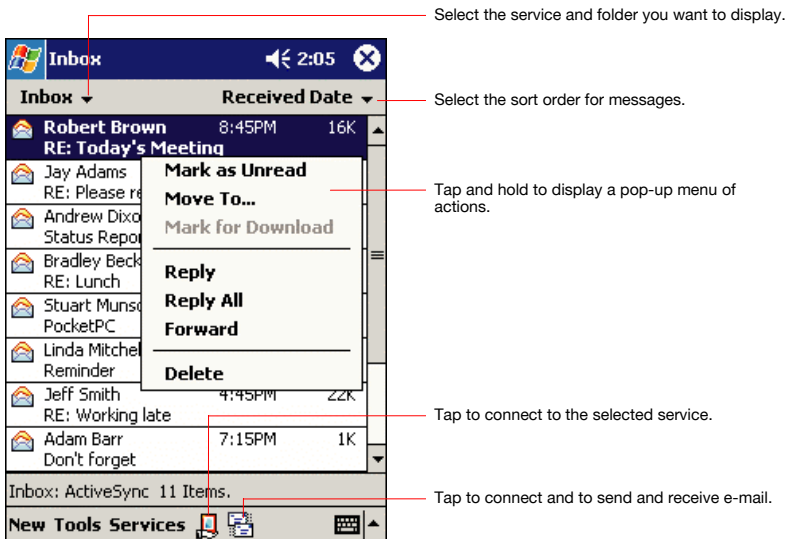 Select the service and folder you want to display.
Inbox 2:05
Inbox Received Date
Select the sort order for messages.
Robert Brown 8:45PM 16K
RE: Today's Meeting
Jay Adams
RE: Please re
Andrew Dixo
Status Repor
Bradley Beck
RE: Lunch
Stuart Munso
PocketPC
Linda Mitchel
Reminder
Jeff Smith 4:45PM 22K
RE: Working late
Adam Barr 7:15PM 1K
Don't forget
Mark as Unread
Move To...
Mark for Download
Reply
Reply All
Forward
Delete
Tap and hold to display a pop-up menu of
actions.
Tap to connect to the selected service.
Inbox: ActiveSync 11 Items.
Tap to connect and to send and receive e-mail.
New Tools Services